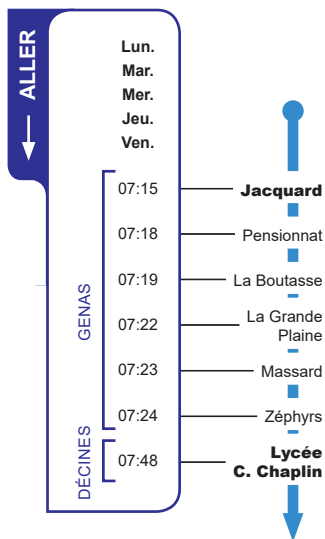 ALLER
Lun.
Mar.
Mer.
Jeu.
Ven.
GENAS
07:15 Jacquard
07:18 Pensionnat
07:19 La Boutasse
07:22 La Grande
Plaine
07:23 Massard
07:24 Zéphyrs
DÉCINES
07:48 Lycée
C. Chaplin